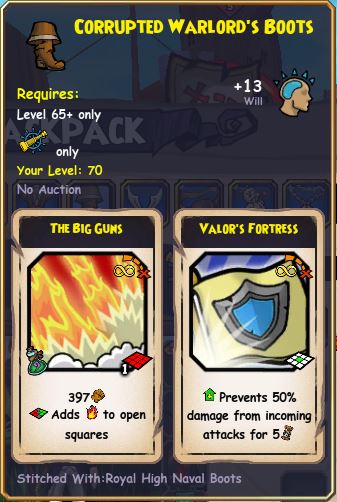 CORRUPTED WARLORD'S BOOTS
+13
Will
Requires:
Level 65+ only
only
Your Level: 70
No Auction
BACKPACK
THE BIG GUNS
1
397
Adds to open
squares
VALOR'S FORTRESS
Prevents 50%
damage from incoming
attacks for 5
Stitched With:Royal High Naval Boots